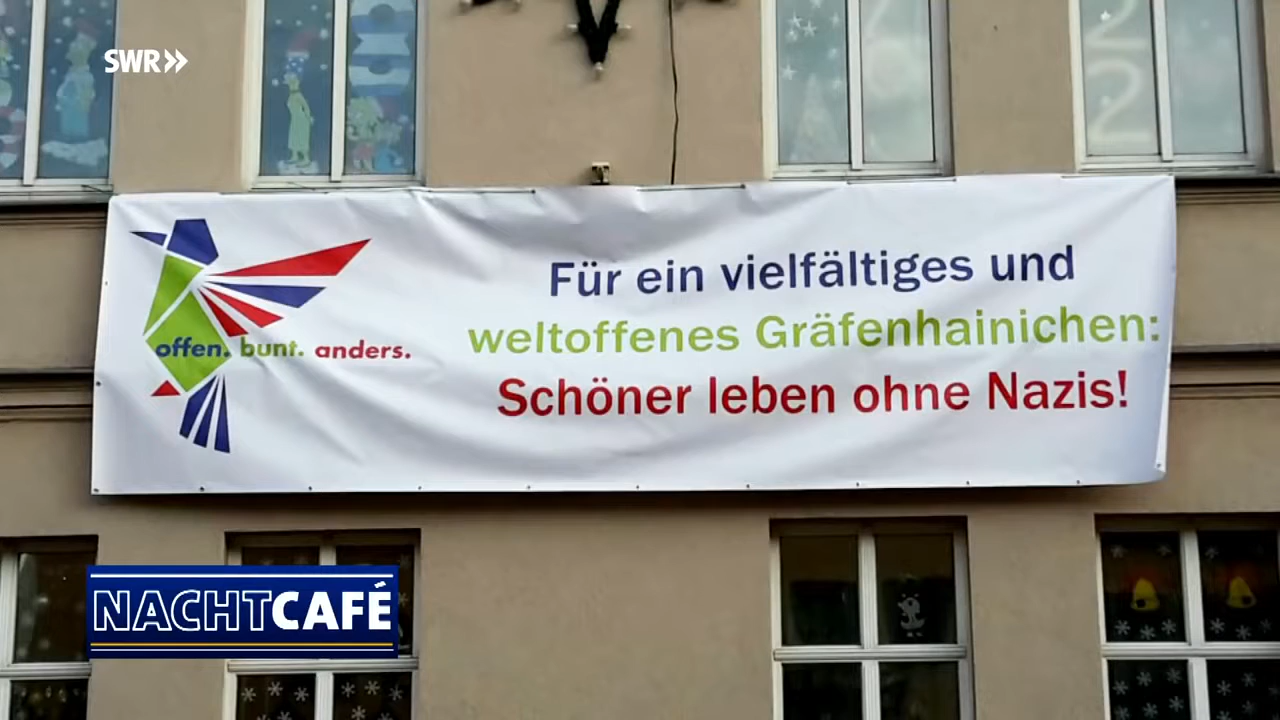 SWR
Für ein vielfältiges und
weltoffenes Gräfenhainichen:
Schöner leben ohne Nazis!
offen. bunt. anders.
NACHTCAFÉ